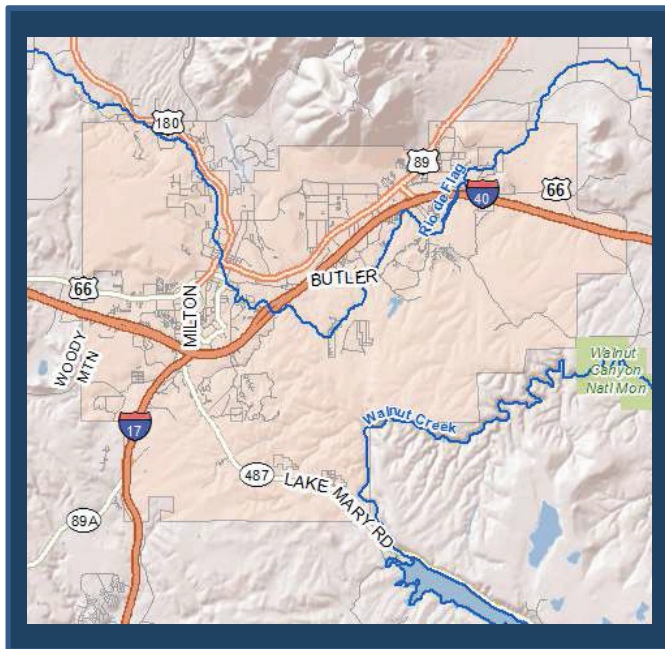 180
89
Rio de Flag
40
66
BUTLER
66
MILTON
WOODY
MTN
Walnut
Canyon
Natl Mon
17
Walnut Creek
487
LAKE MARY RD
89A